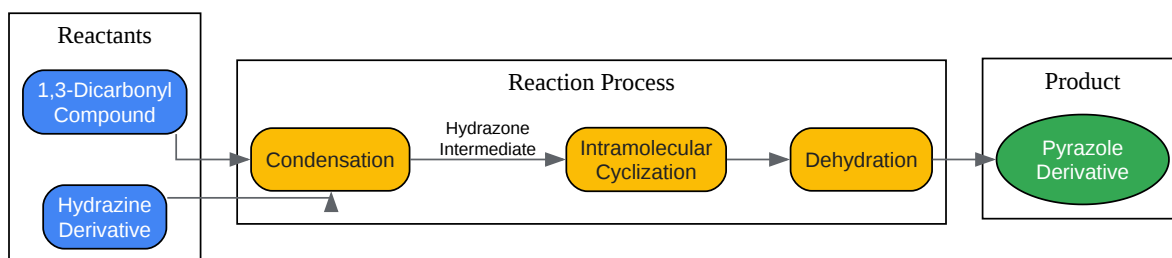 Reactants
1,3-Dicarbonyl
Compound
Hydrazine
Derivative
Reaction Process
Condensation
Hydrazone
Intermediate
Intramolecular
Cyclization
Dehydration
Product
Pyrazole
Derivative